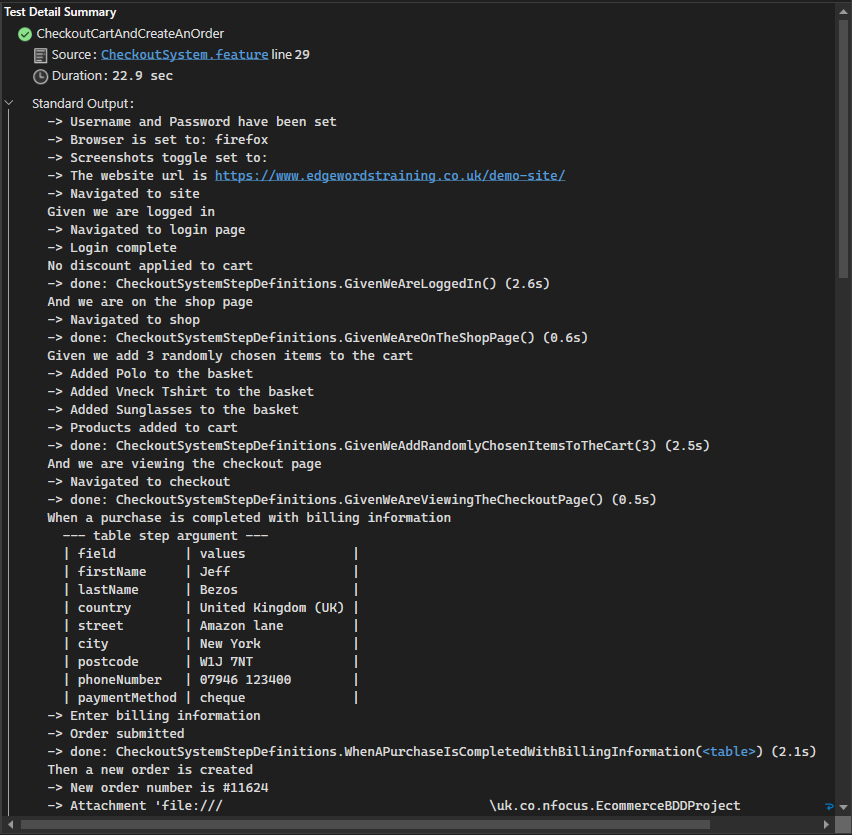 Test Detail Summary
CheckoutCartAndCreateAnOrder
Source: CheckoutSystem.feature line 29
Duration: 22.9 sec
Standard Output:
-> Username and Password have been set
-> Browser is set to: firefox
-> Screenshots toggle set to:
-> The website url is https://www.edgewordstraining.co.uk/demo-site/
-> Navigated to site
Given we are logged in
-> Navigated to login page
-> Login complete
No discount applied to cart
-> done: CheckoutSystemStepDefinitions.GivenWeAreLoggedIn() (2.6s)
And we are on the shop page
-> Navigated to shop
-> done: CheckoutSystemStepDefinitions.GivenWeAreOnTheShopPage() (0.6s)
Given we add 3 randomly chosen items to the cart
-> Added Polo to the basket
-> Added Vneck Tshirt to the basket
-> Added Sunglasses to the basket
-> Products added to cart
-> done: CheckoutSystemStepDefinitions.GivenWeAddRandomlyChosenItemsToTheCart(3) (2.5s)
And we are viewing the checkout page
-> Navigated to checkout
-> done: CheckoutSystemStepDefinitions.GivenWeAreViewingTheCheckoutPage() (0.5s)
When a purchase is completed with billing information
--- table step argument ---
| field | values |
| firstName | Jeff |
| lastName | Bezos |
| country | United Kingdom (UK) |
| street | Amazon lane |
| city | New York |
| postcode | W1J 7NT |
| phoneNumber | 07946 123400 |
| paymentMethod | cheque |
-> Enter billing information
-> Order submitted
-> done: CheckoutSystemStepDefinitions.WhenAPurchaseIsCompletedWithBillingInformation(<table>) (2.1s)
Then a new order is created
-> New order number is #11624
-> Attachment 'file:/// \uk.co.nfocus.EcommerceBDDProject